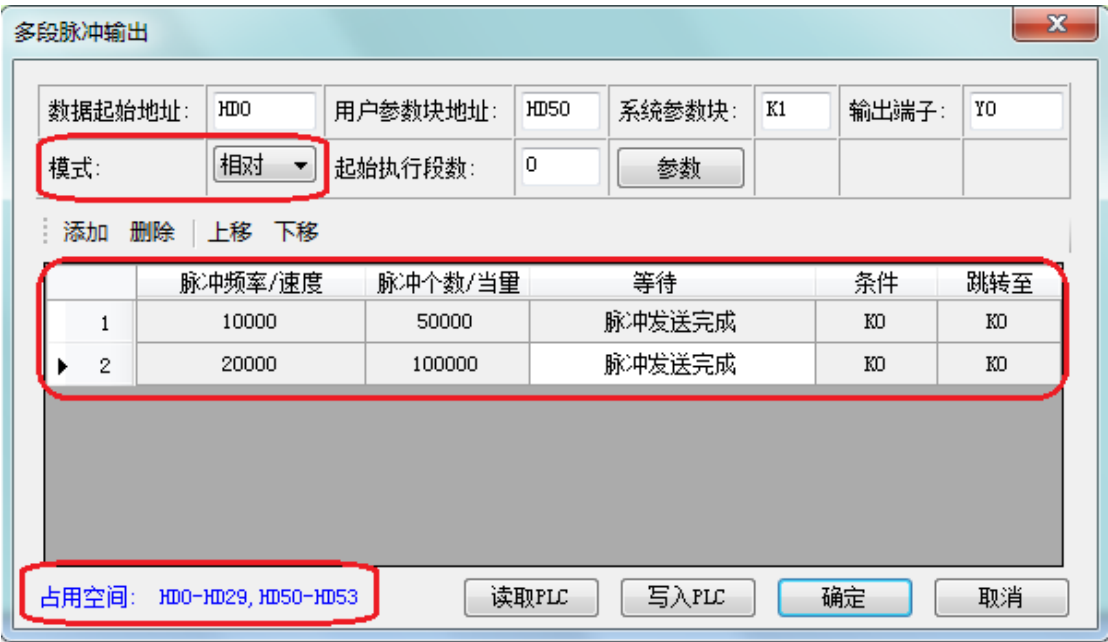 多段脉冲输出
数据起始地址: HD0 用户参数块地址: HD50 系统参数块: K1 输出端子: Y0
模式: 相对 起始执行段数: 0 参数
添加 删除 上移 下移
脉冲频率/速度 脉冲个数/当量 等待 条件 跳转至
1 10000 50000 脉冲发送完成 K0 K0
2 20000 100000 脉冲发送完成 K0 K0
占用空间: HD0-HD29,HD50-HD53 读取PLC 写入PLC 确定 取消